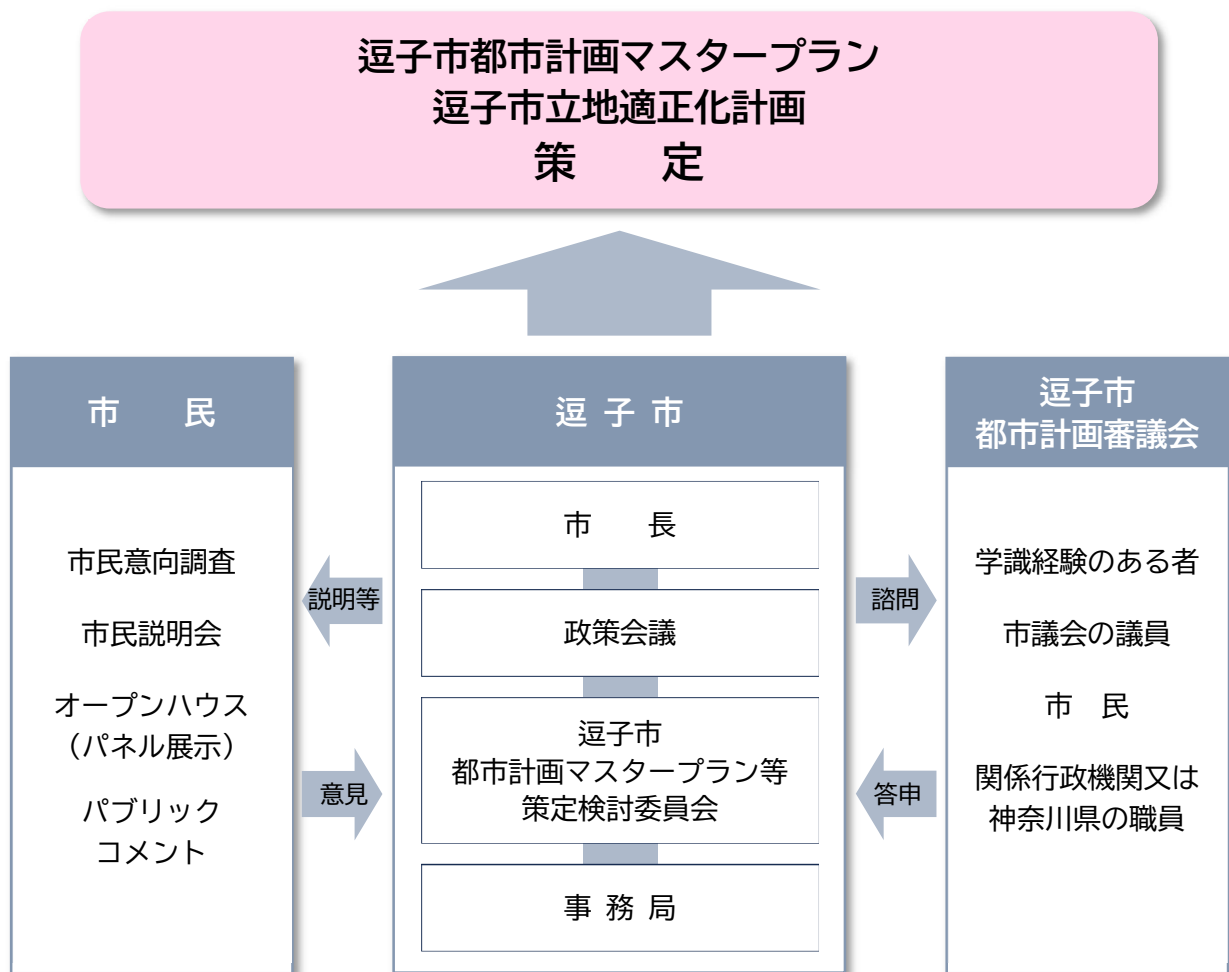 逗子市都市計画マスタープラン
逗子市立地適正化計画
策　　定
市　　民
市民意向調査
市民説明会
オープンハウス
（パネル展示）
パブリック
コメント
説明等
意見
逗 子 市
市　　長
政策会議
逗子市
都市計画マスタープラン等
策定検討委員会
事 務 局
諮問
答申
逗子市
都市計画審議会
学識経験のある者
市議会の議員
市　民
関係行政機関又は
神奈川県の職員